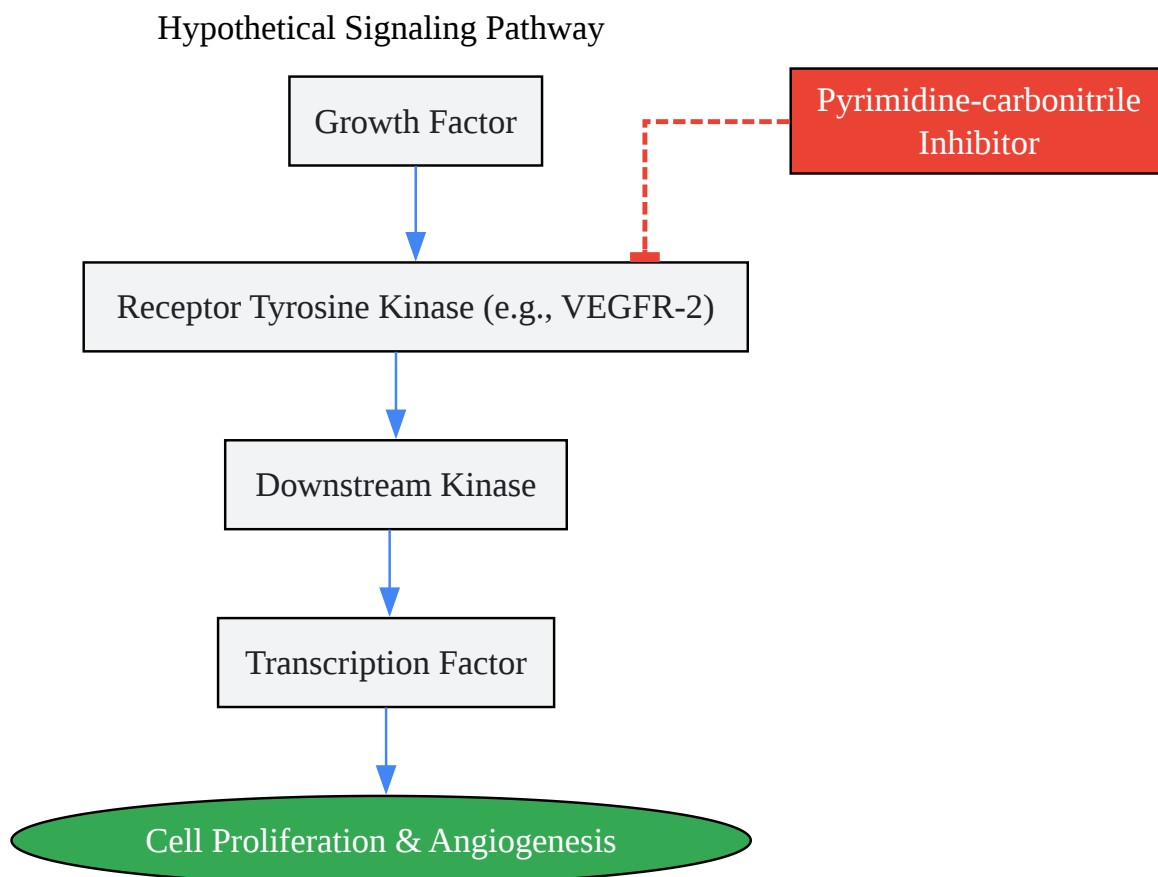 Hypothetical Signaling Pathway
Growth Factor
Pyrimidine-carbonitrile
Inhibitor
Receptor Tyrosine Kinase (e.g., VEGFR-2)
Downstream Kinase
Transcription Factor
Cell Proliferation & Angiogenesis